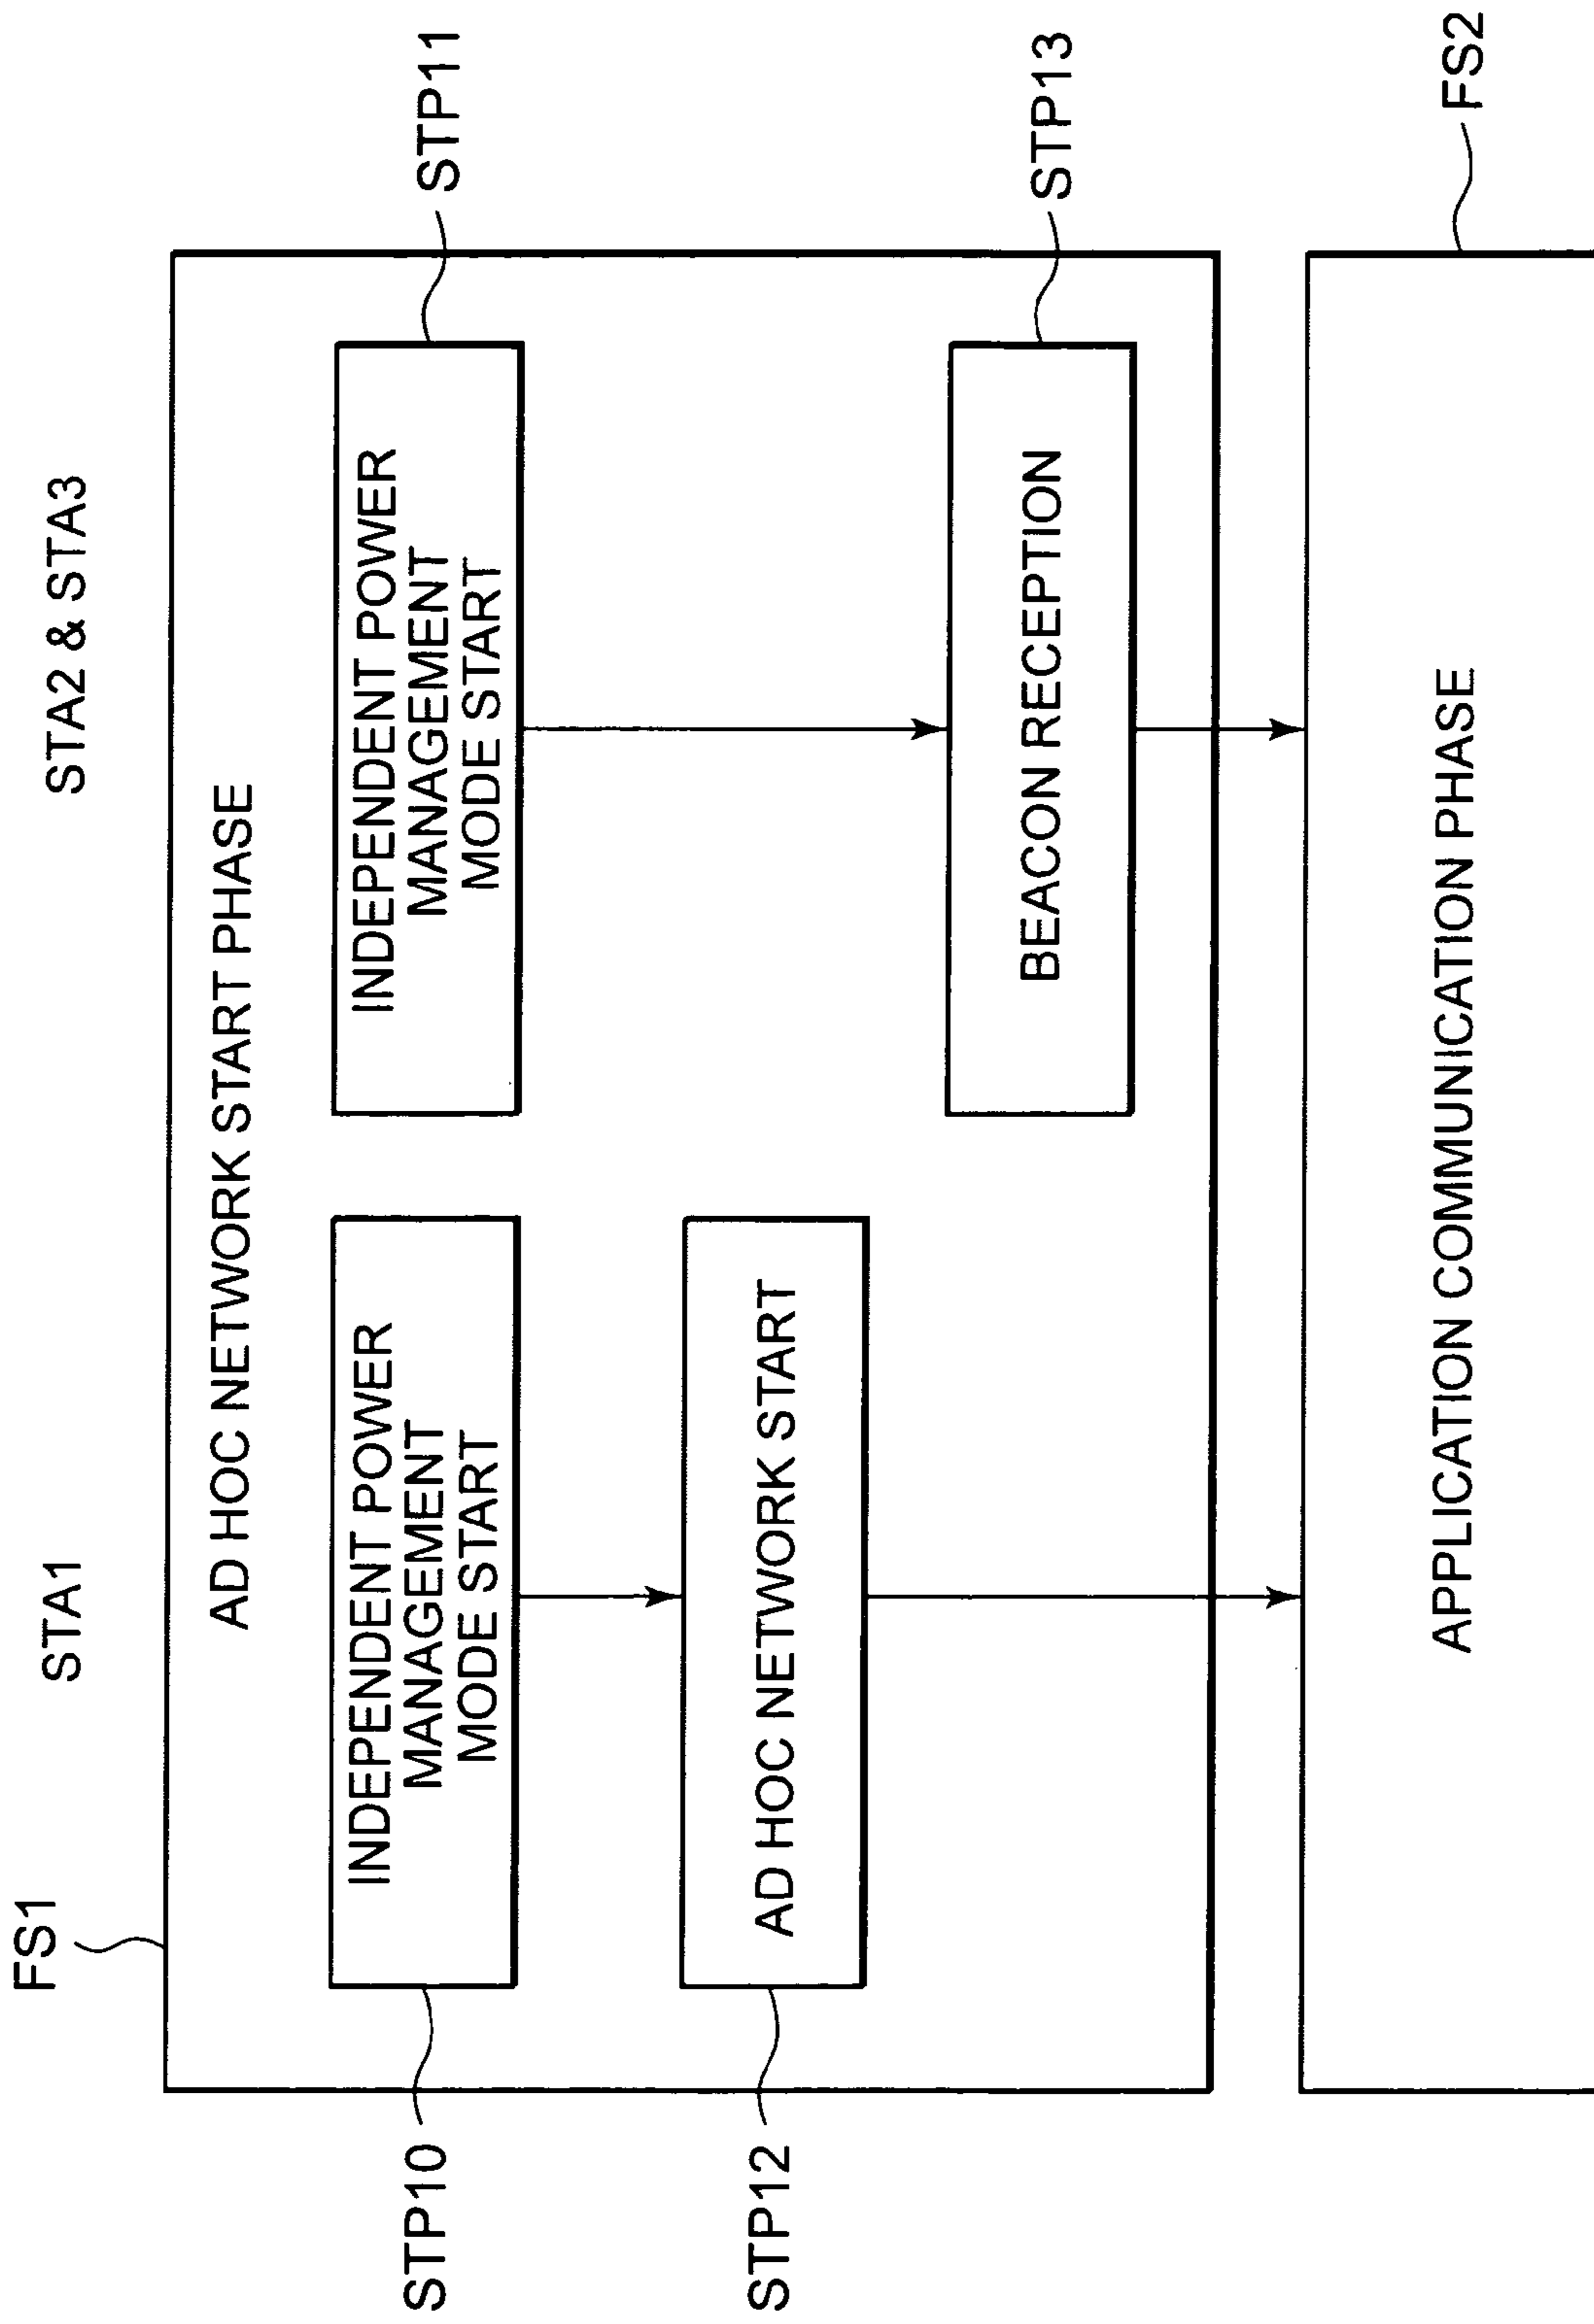 FS1
STA1
STA2 & STA3
AD HOC NETWORK START PHASE
STP10
INDEPENDENT POWER
MANAGEMENT
MODE START
INDEPENDENT POWER
MANAGEMENT
MODE START
STP11
STP12
AD HOC NETWORK START
BEACON RECEPTION
STP13
APPLICATION COMMUNICATION PHASE
FS2